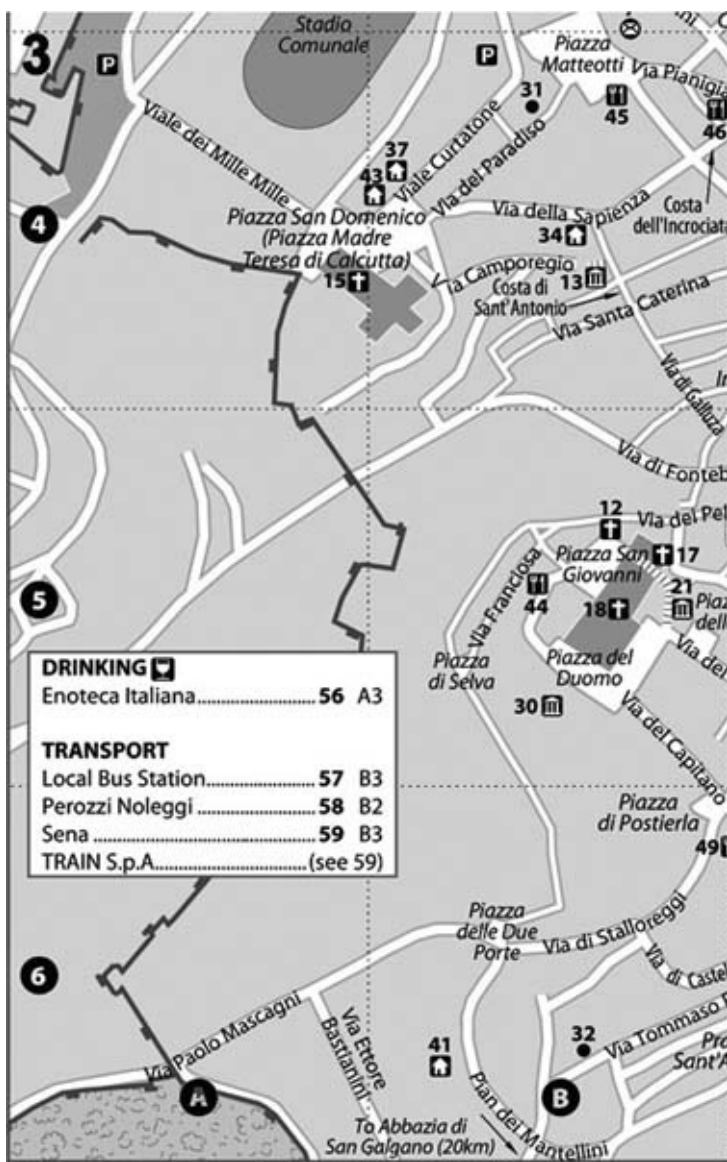 3
Stadio
Comunale
P
P
Piazza
Matteotti
Via Pianigia
31
45
46
Viale dei Mille Mille
37
43
Viale Curtatone
Via del Paradiso
4
Piazza San Domenico
(Piazza Madre
Teresa di Calcutta)
15
Via della Sapienza
34
Costa
dell'Incrociata
Via Camporegio
13
Costa di
Sant'Antonio
Via Santa Caterina
Via di Galluza
Via di Fonteb
12
Via del Pel
Piazza San
Giovanni
17
5
Via Franciosa
44
18
21
Piaz
dell
Piazza
di Selva
Piazza del
Duomo
Via de
30
Via del Capitano
DRINKING
Enoteca Italiana 56 A3
TRANSPORT
Local Bus Station 57 B3
Perozzi Noleggi 58 B2
Sena 59 B3
TRAIN S.p.A. (see 59)
Piazza
di Postierla
49
Piazza
delle Due
Porte
Via di Stalloreggi
6
Via di Castel
Via Paolo Mascagni
Via Ettore
Bastianini
41
32
Via Tommaso
Pra
Sant'A
A
B
Pian dei Mantellini
To Abbazia di
San Galgano (20km)